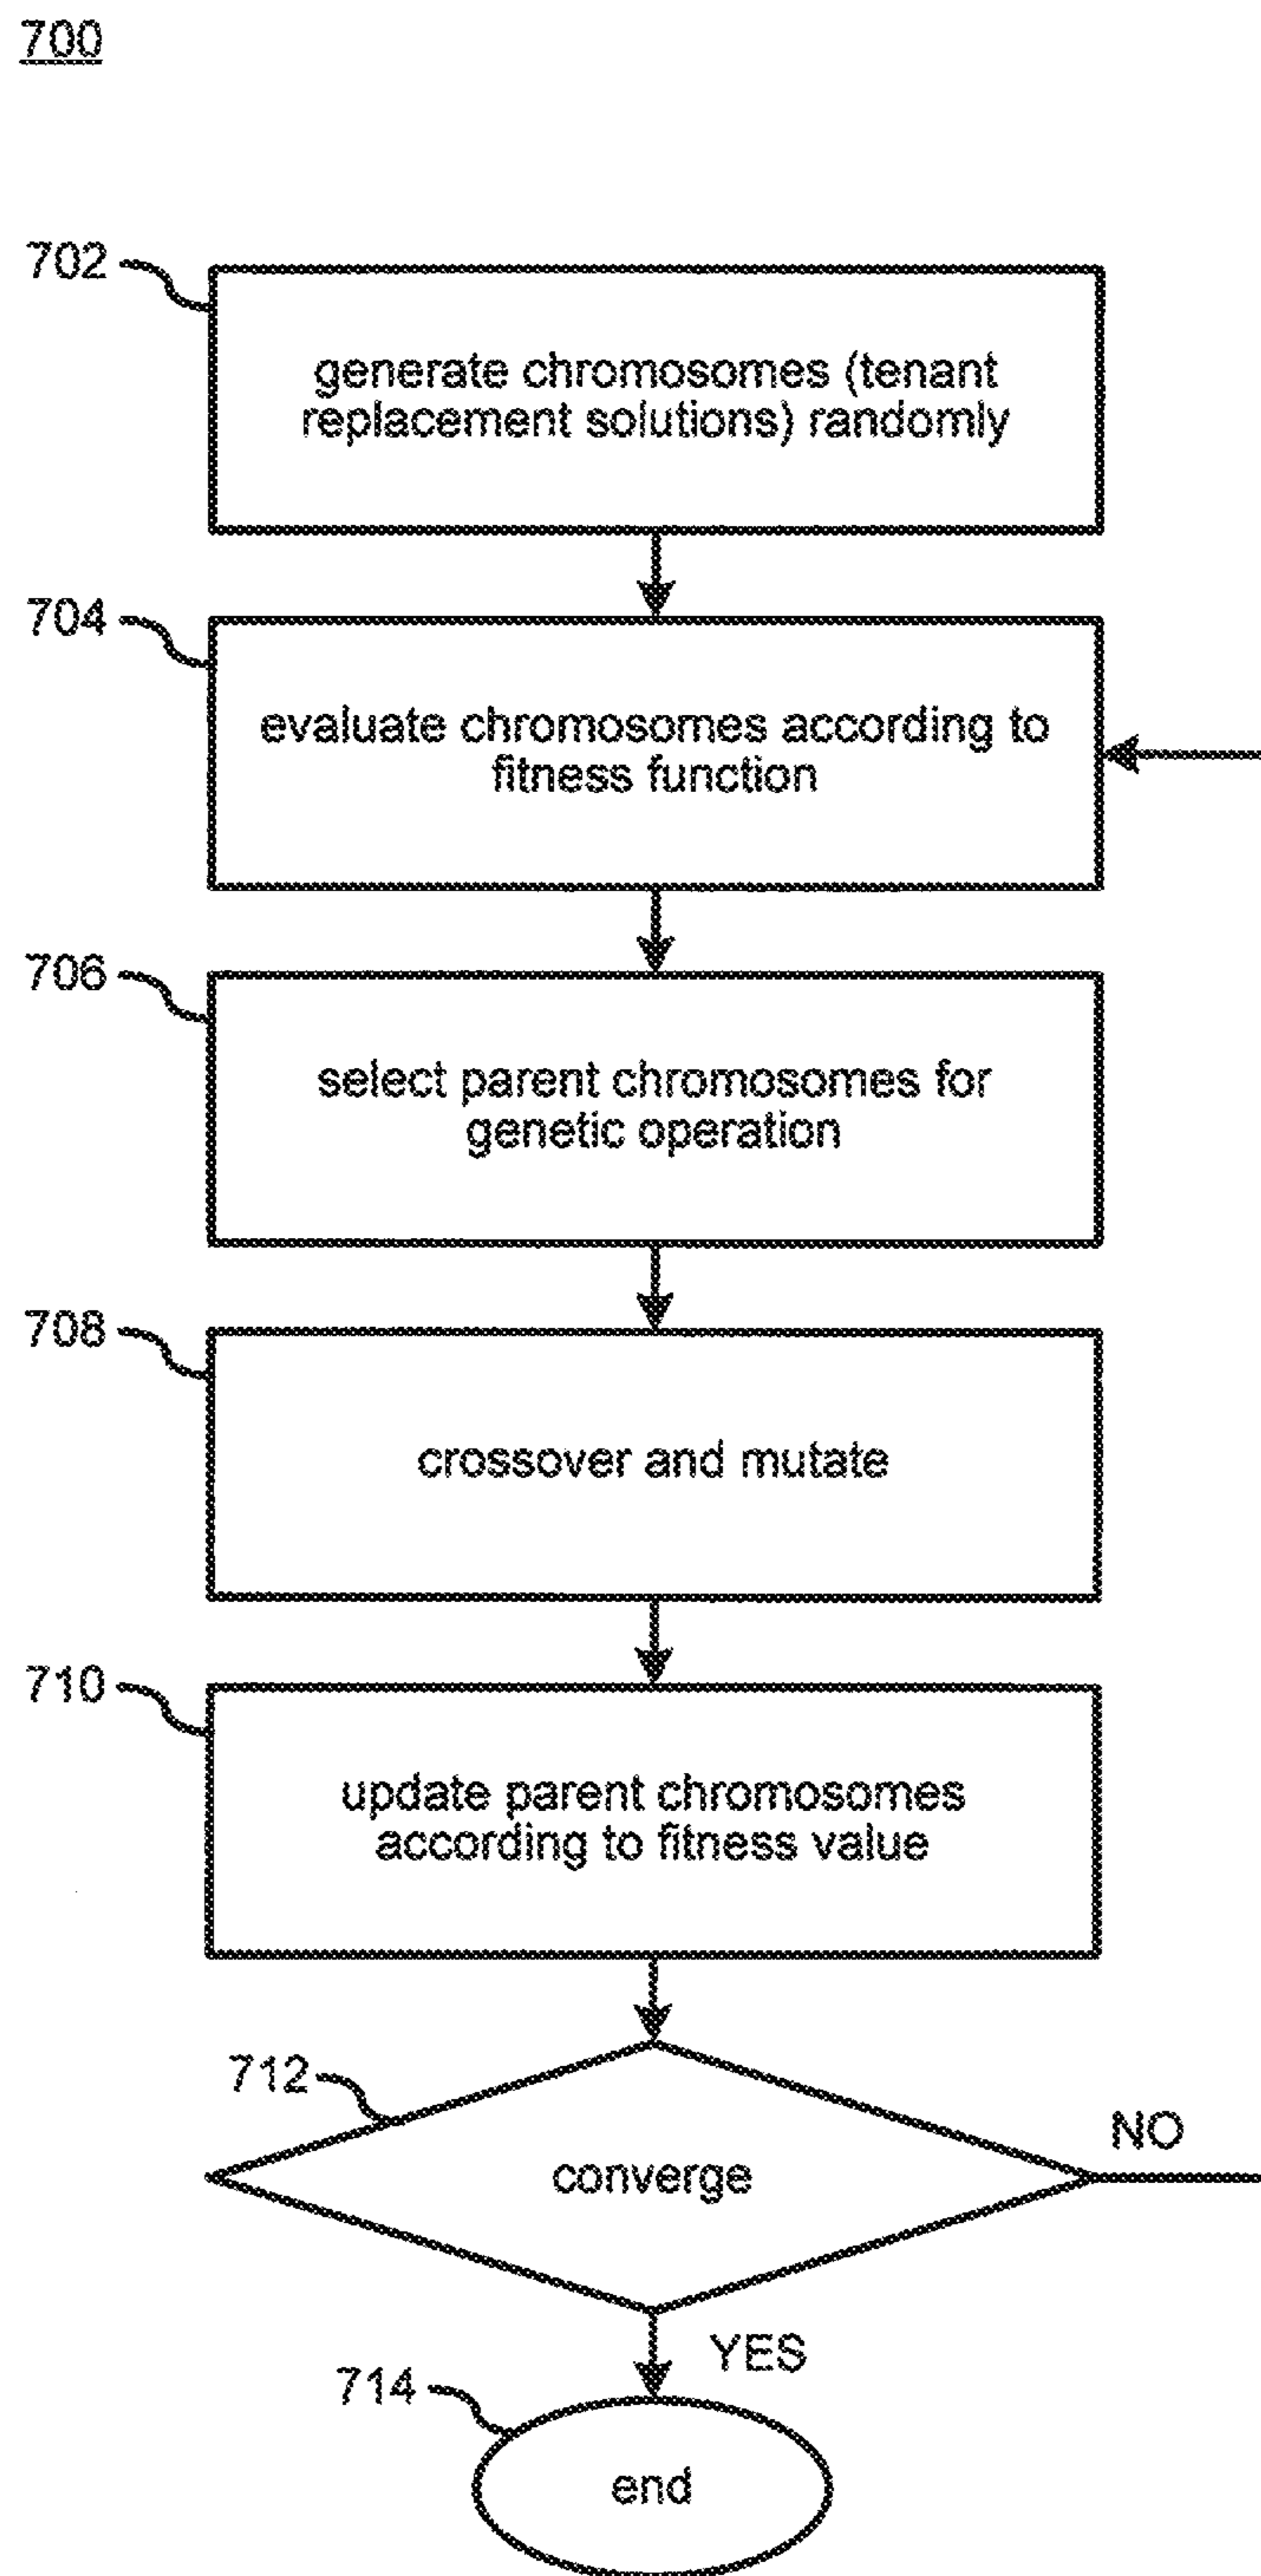 700
702
generate chromosomes (tenant
replacement solutions) randomly
704
evaluate chromosomes according to
fitness function
706
select parent chromosomes for
genetic operation
708
crossover and mutate
710
update parent chromosomes
according to fitness value
712
converge
NO
YES
714
end